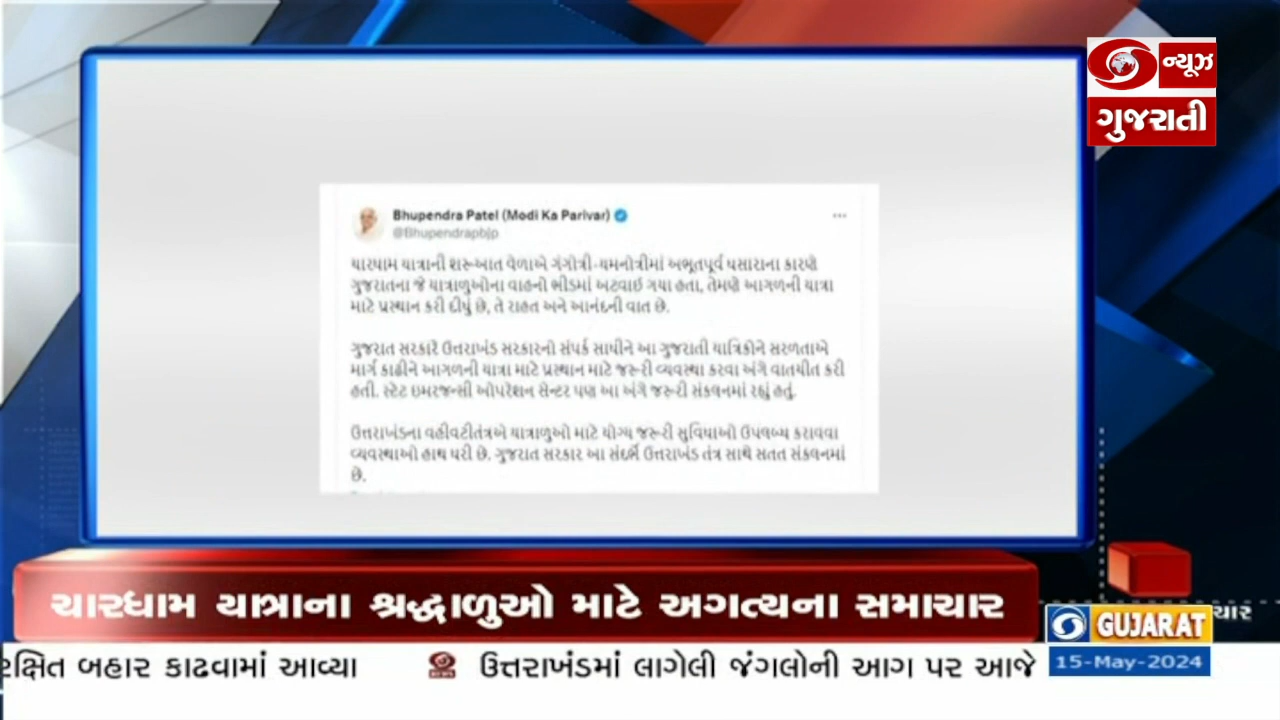 ન્યૂઝ
ગુજરાતી
Bhupendra Patel (Modi Ka Parivar)
@Bhupendrapbjp
ચારધામ યાત્રાની શરૂઆત વેળાએ ગંગોત્રી-યમનોત્રીમાં અભૂતપૂર્વ ધસારાના કારણે
ગુજરાતના જે યાત્રાળુઓના વાહનો ભીડમાં અટવાઈ ગયા હતા, તેમણે આગળની યાત્રા
માટે પ્રસ્થાન કરી દીધું છે, તે રાહત અને આનંદની વાત છે.
ગુજરાત સરકારે ઉત્તરાખંડ સરકારનો સંપર્ક સાધીને આ ગુજરાતી યાત્રિકોને સરળતાએ
માર્ગ કાઢીને આગળની યાત્રા માટે પ્રસ્થાન માટે જરૂરી વ્યવસ્થા કરવા અંગે વાતચીત કરી
હતી. સ્ટેટ ઇમરજન્સી ઓપરેશન સેન્ટર પણ આ અંગે જરૂરી સંકલનમાં રહ્યું હતું.
ઉત્તરાખંડના વહીવટીતંત્રએ યાત્રાળુઓ માટે યોગ્ય જરૂરી સુવિધાઓ ઉપલબ્ધ કરાવવા
વ્યવસ્થાઓ હાથ ધરી છે. ગુજરાત સરકાર આ સંદર્ભે ઉત્તરાખંડ તંત્ર સાથે સતત સંકલનમાં
છે.
ચારધામ યાત્રાના શ્રદ્ધાળુઓ માટે અગત્યના સમાચાર
GUJARAT
ચાર
રક્ષિત બહાર કાઢવામાં આવ્યા ઉત્તરાખંડમાં લાગેલી જંગલોની આગ પર આજે
15-May-2024